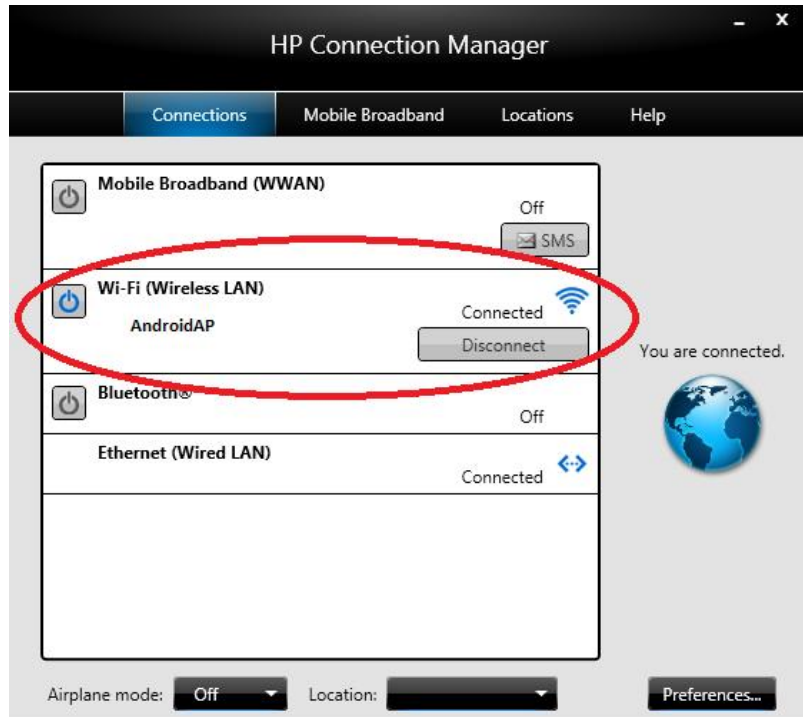 HP Connection Manager
Connections Mobile Broadband Locations Help
Mobile Broadband (WWAN)
Off
SMS
Wi-Fi (Wireless LAN)
AndroidAP
Connected
Disconnect
Bluetooth®
Off
Ethernet (Wired LAN)
Connected
You are connected.
Airplane mode: Off Location: Preferences...